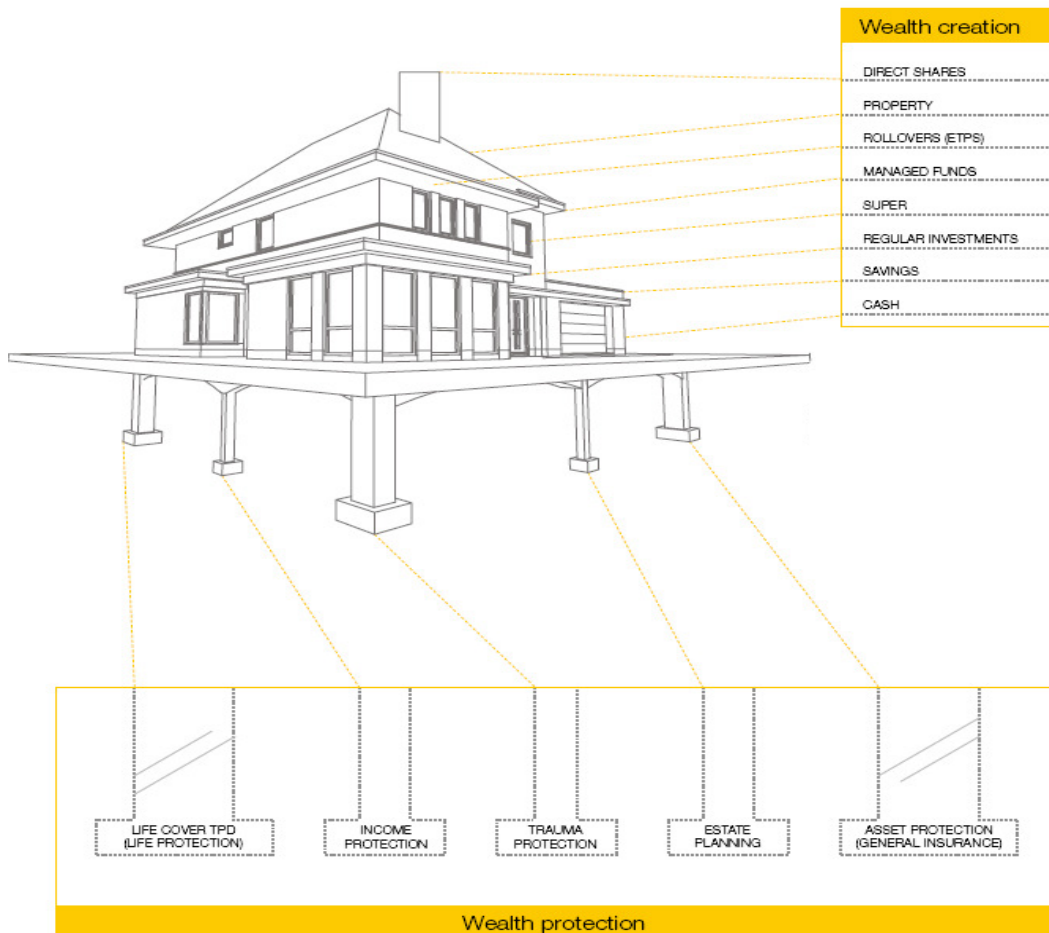 Wealth creation
DIRECT SHARES
PROPERTY
ROLLOVERS (ETPS)
MANAGED FUNDS
SUPER
REGULAR INVESTMENTS
SAVINGS
CASH
LIFE COVER TPD
(LIFE PROTECTION)
INCOME
PROTECTION
TRAUMA
PROTECTION
ESTATE
PLANNING
ASSET PROTECTION
(GENERAL INSURANCE)
Wealth protection